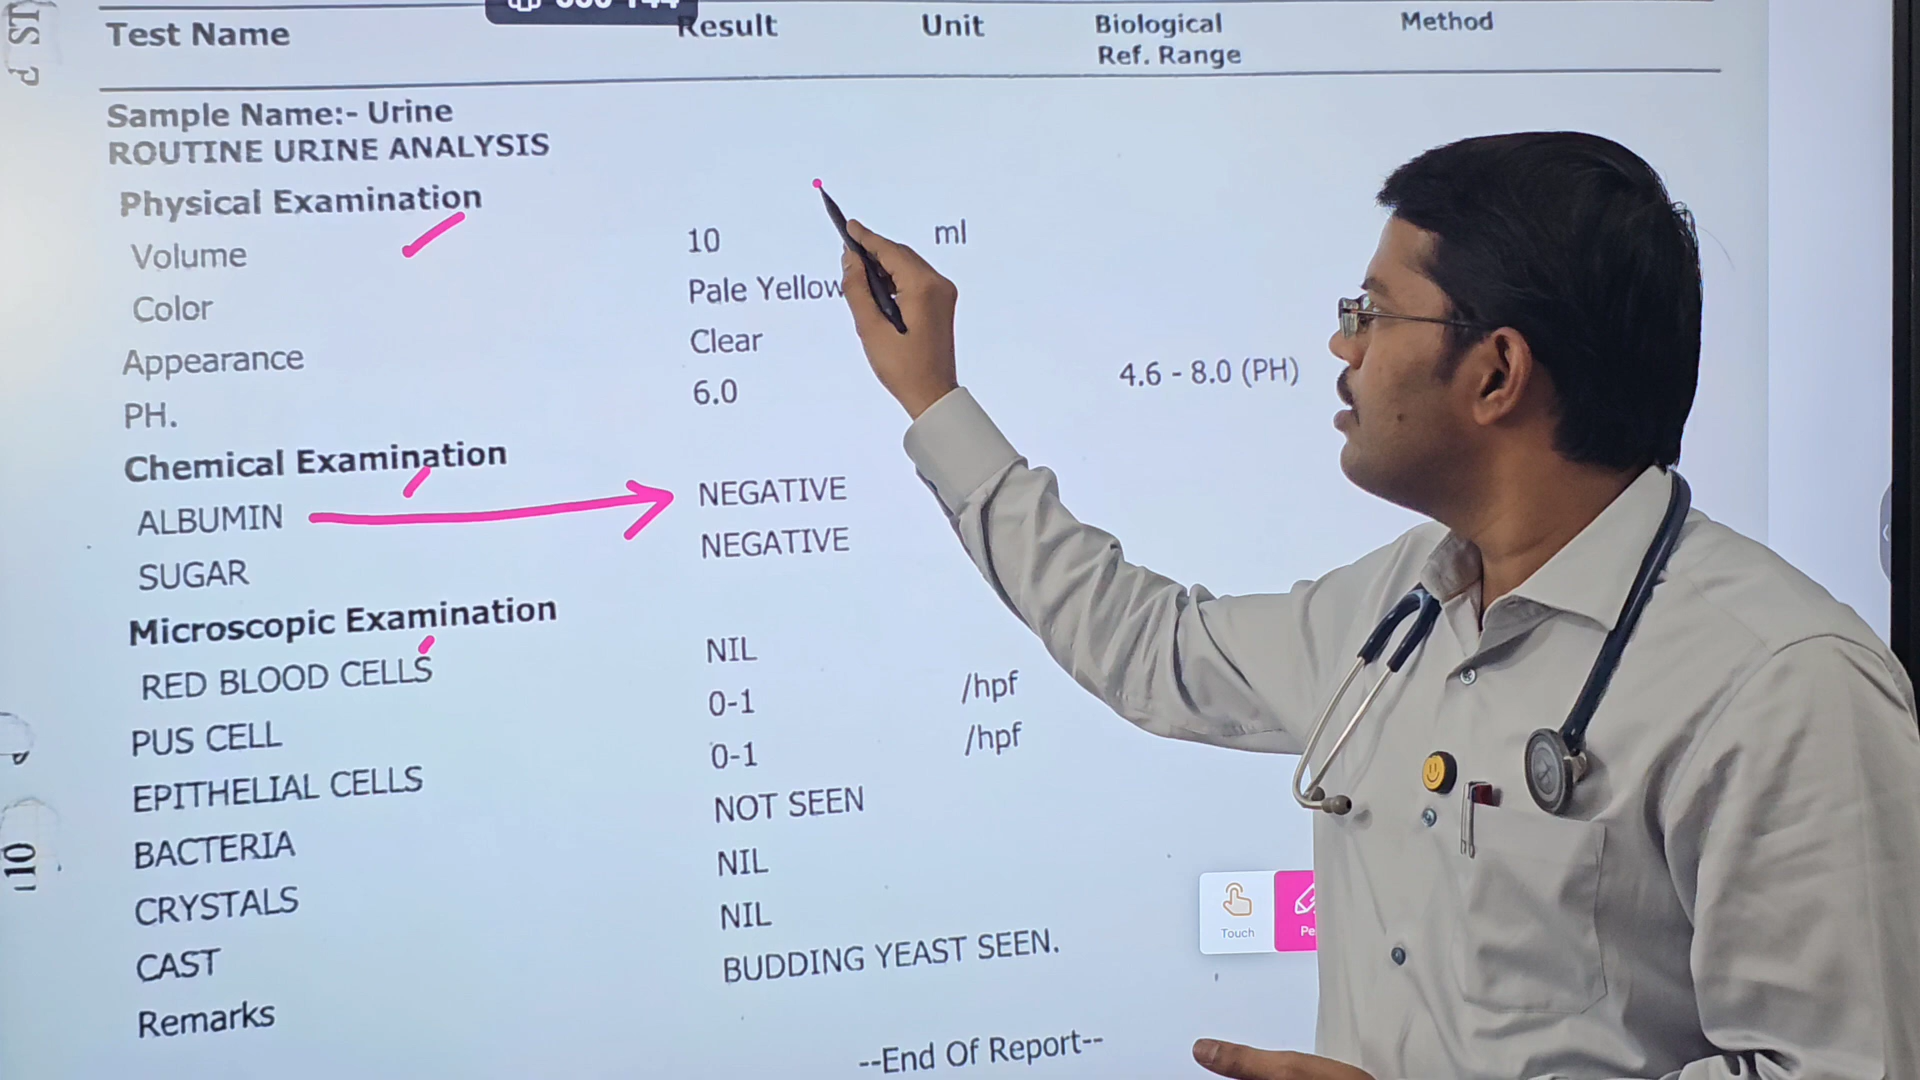 Test Name Result Unit Biological Ref. Range Method
Sample Name:- Urine
ROUTINE URINE ANALYSIS
Physical Examination
Volume 10 ml
Color Pale Yellow
Appearance Clear
PH. 6.0 4.6 - 8.0 (PH)
Chemical Examination
ALBUMIN NEGATIVE
SUGAR NEGATIVE
Microscopic Examination
RED BLOOD CELLS NIL
PUS CELL 0-1 /hpf
EPITHELIAL CELLS 0-1 /hpf
BACTERIA NOT SEEN
CRYSTALS NIL
CAST NIL
Remarks BUDDING YEAST SEEN.
--End Of Report--
Touch